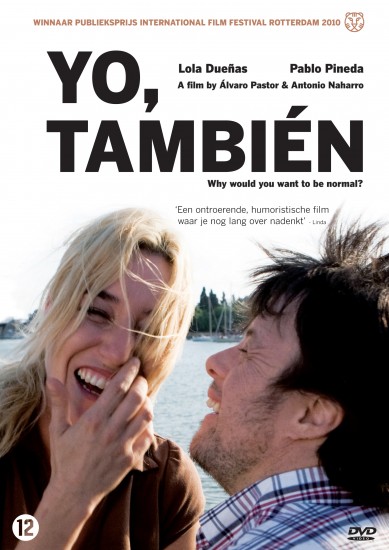 WINNAAR PUBLIEKSPRIJS INTERNATIONAL FILM FESTIVAL ROTTERDAM 2010
YO,
Lola Dueñas Pablo Pineda
A film by Álvaro Pastor & Antonio Naharro
TAMBIÉN
Why would you want to be normal?
‘Een ontroerende, humoristische film
waar je nog lang over nadenkt’ - Linda
12
DVD
VIDEO